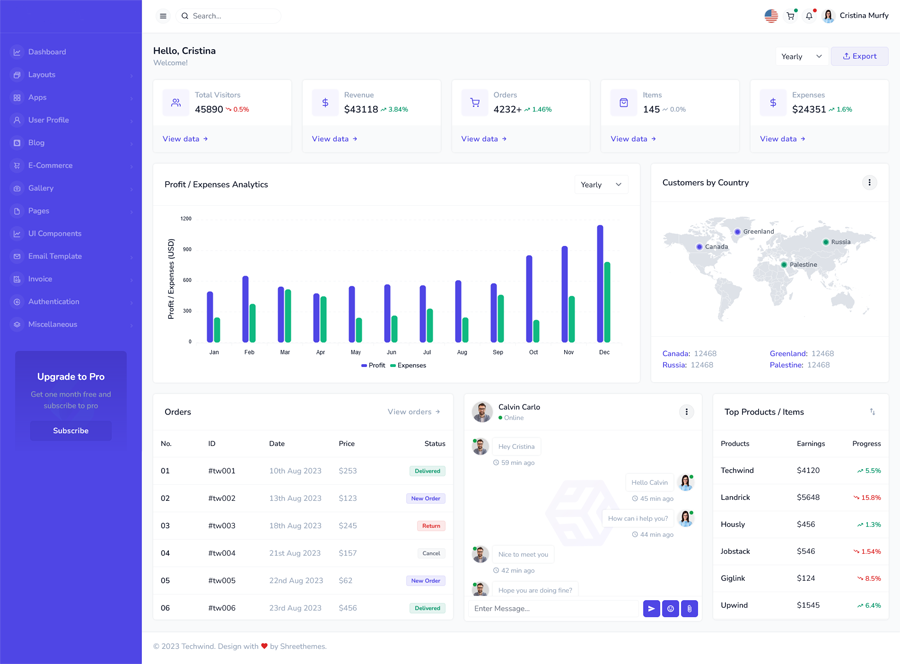 Search...
Cristina Murfy
Dashboard
Layouts
Apps
User Profile
Blog
E-Commerce
Gallery
Pages
UI Components
Email Template
Invoice
Authentication
Miscellaneous
Upgrade to Pro
Get one month free and
subscribe to pro
Subscribe
Hello, Cristina
Welcome!
Yearly
Export
Total Visitors
45890 0.5%
View data
Revenue
$43118 3.84%
View data
Orders
4232+ 1.46%
View data
Items
145 0.0%
View data
Expenses
$24351 1.6%
View data
Profit / Expenses Analytics
Yearly
Profit / Expenses (USD)
1200
900
600
300
0
Jan Feb Mar Apr May Jun Jul Aug Sep Oct Nov Dec
Profit Expenses
Customers by Country
Greenland
Canada
Russia
Palestine
Canada: 12468 Greenland: 12468
Russia: 12468 Palestine: 12468
Orders View orders
No. ID Date Price Status
01 #tw001 10th Aug 2023 $253 Delivered
02 #tw002 13th Aug 2023 $123 New Order
03 #tw003 18th Aug 2023 $245 Return
04 #tw004 21st Aug 2023 $157 Cancel
05 #tw005 22nd Aug 2023 $62 New Order
06 #tw006 23rd Aug 2023 $456 Delivered
Calvin Carlo
Online
Hey Cristina
59 min ago
Hello Calvin
45 min ago
How can i help you?
44 min ago
Nice to meet you
42 min ago
Hope you are doing fine?
Enter Message...
Top Products / Items
Products Earnings Progress
Techwind $4120 5.5%
Landrick $5648 15.8%
Hously $456 1.3%
Jobstack $546 1.54%
Giglink $124 8.5%
Upwind $1545 6.4%
© 2023 Techwind. Design with ❤ by Shreethemes.